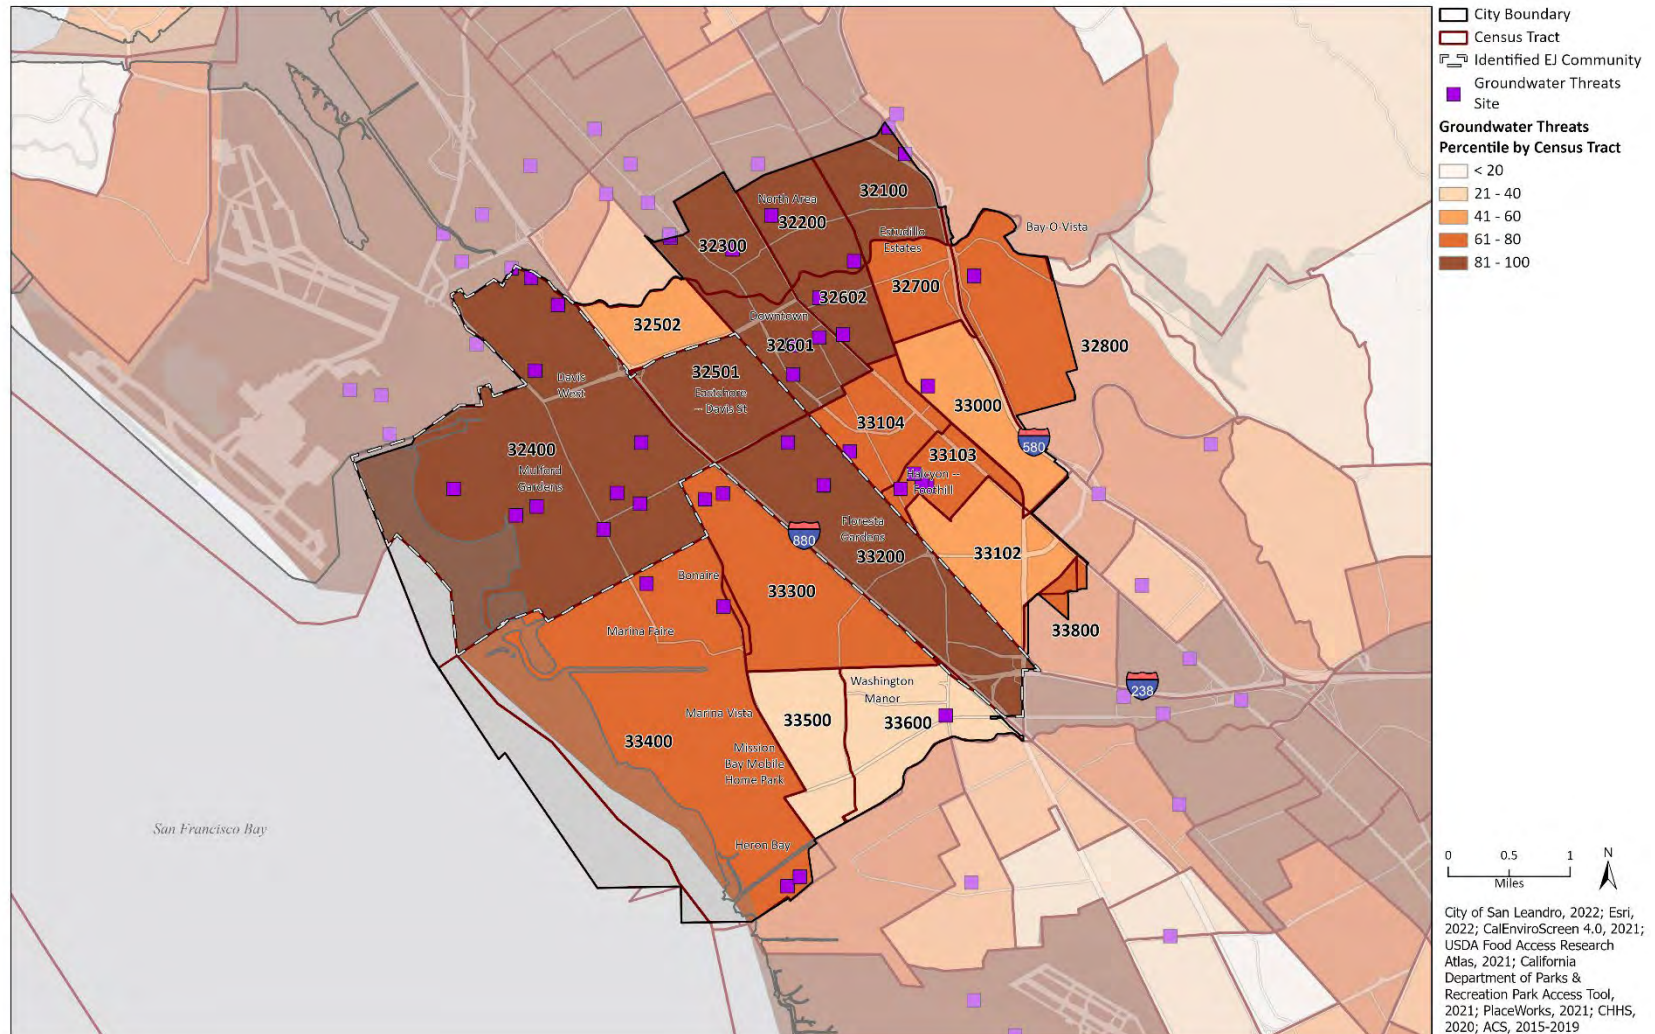 City Boundary
Census Tract
Identified EJ Community
Groundwater Threats
Site
Groundwater Threats
Percentile by Census Tract
< 20
21 - 40
41 - 60
61 - 80
81 - 100
32100
North Area
32200
Bay-O-Vista
Estudillo
Estates
32300
32700
32602
Downtown
32502
32601
32800
32501
Davis
West
Eastshore
-- Davis St
33000
33104
580
32400
33103
Mulford
Gardens
Halcyon --
Foothill
Floresta
Gardens
880
33200
33102
Bonaire
33300
Marina Faire
33800
Washington
Manor
238
Marina Vista
33500
33600
33400
Mission
Bay Mobile
Home Park
San Francisco Bay
Heron Bay
0 0.5 1
Miles
N
City of San Leandro, 2022; Esri,
2022; CalEnviroScreen 4.0, 2021;
USDA Food Access Research
Atlas, 2021; California
Department of Parks &
Recreation Park Access Tool,
2021; PlaceWorks, 2021; CHHS,
2020; ACS, 2015-2019